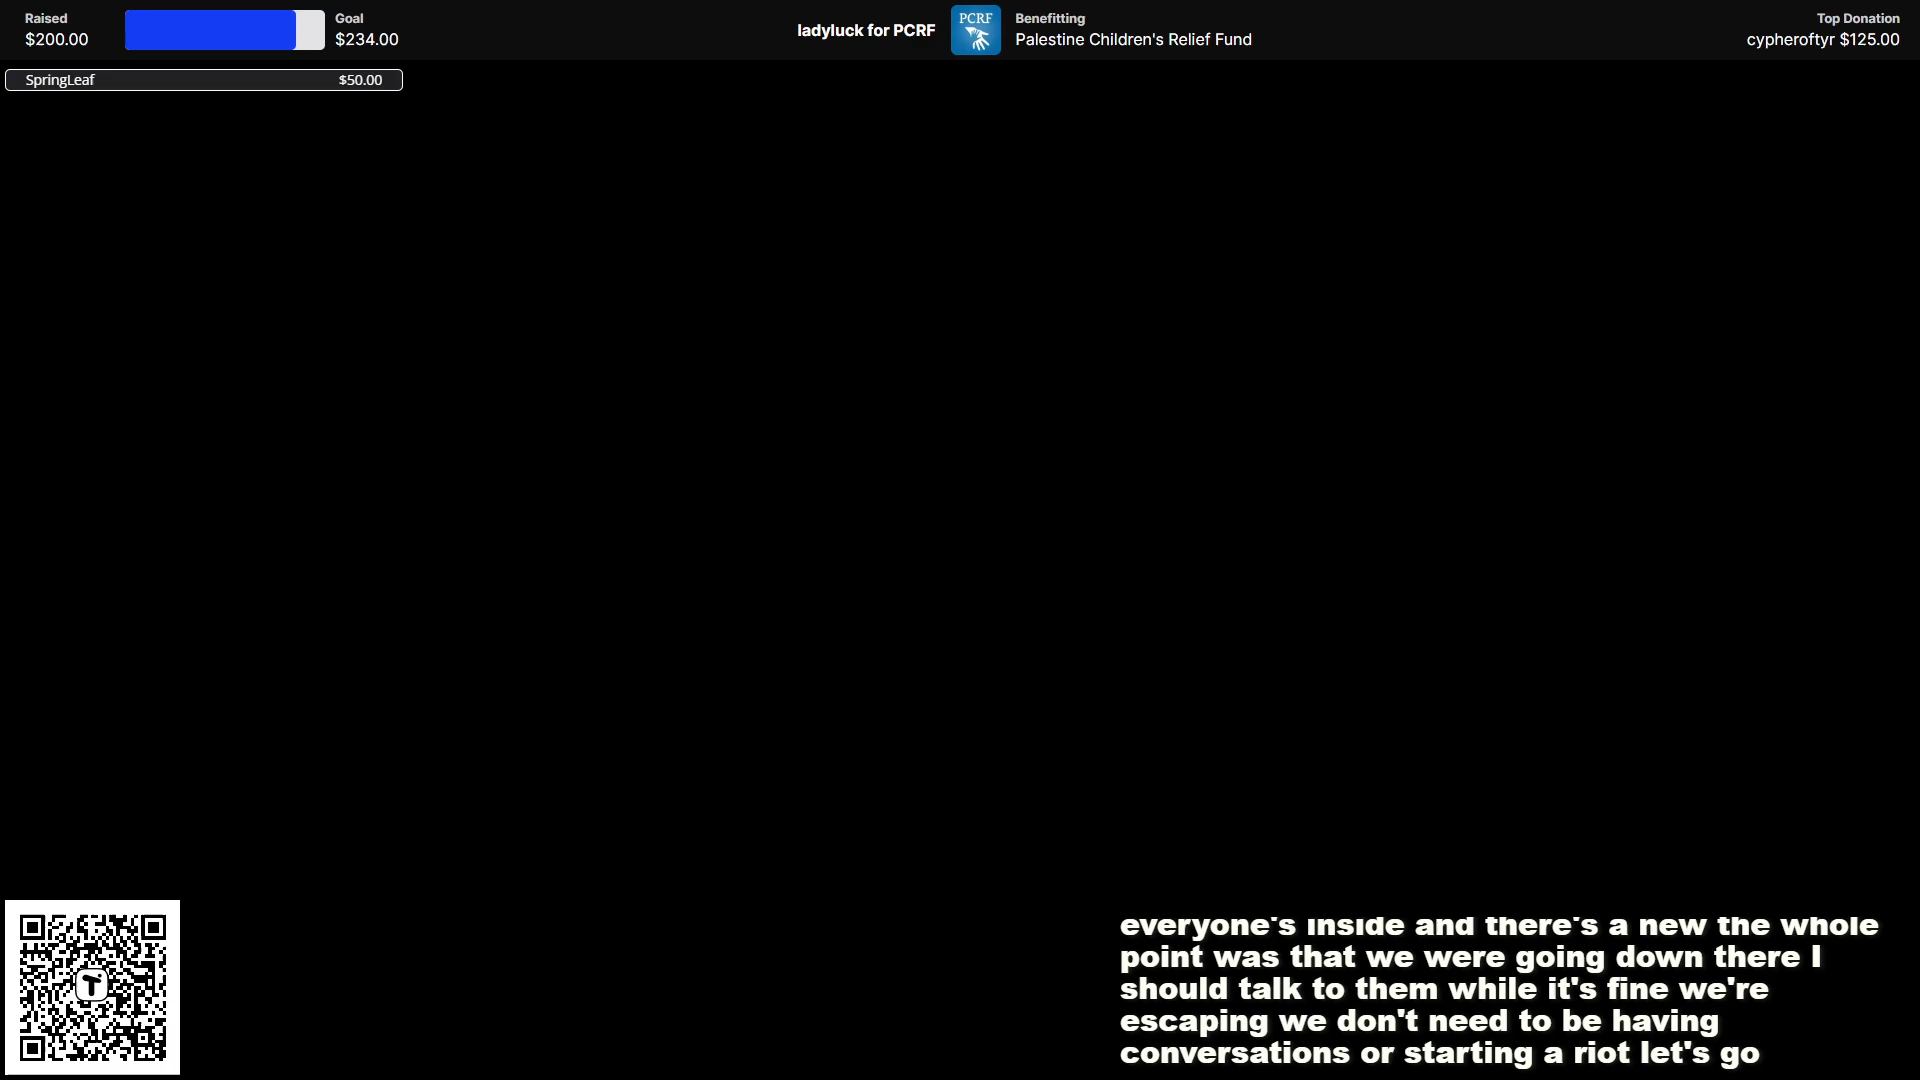 Raised
$200.00
Goal
$234.00
ladyluck for PCRF
PCRF
Benefitting
Palestine Children's Relief Fund
Top Donation
cypheroftyr $125.00
SpringLeaf $50.00
T
everyone's inside and there's a new the whole
point was that we were going down there I
should talk to them while it's fine we're
escaping we don't need to be having
conversations or starting a riot let's go